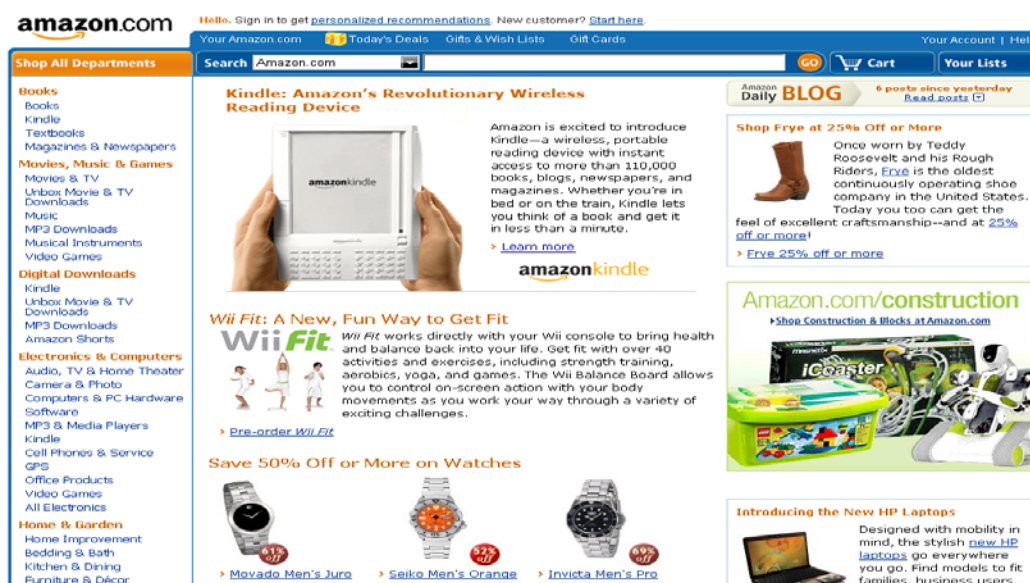 amazon.com
Hello. Sign in to get personalized recommendations. New customer? Start here.
Your Amazon.com
Today's Deals
Gifts & Wish Lists
Gift Cards
Your Account | Hel
Shop All Departments
Search
Amazon.com
GO
Cart
Your Lists
Books
Books
Kindle
Textbooks
Magazines & Newspapers
Movies, Music & Games
Movies & TV
Unbox Movie & TV
Downloads
Music
MP3 Downloads
Musical Instruments
Video Games
Digital Downloads
Kindle
Unbox Movie & TV
Downloads
MP3 Downloads
Amazon Shorts
Electronics & Computers
Audio, TV & Home Theater
Camera & Photo
Computers & PC Hardware
Software
MP3 & Media Players
Kindle
Cell Phones & Service
GPS
Office Products
Video Games
All Electronics
Home & Garden
Home Improvement
Bedding & Bath
Kitchen & Dining
Furniture & Décor
Kindle: Amazon's Revolutionary Wireless
Reading Device
amazonkindle
Amazon is excited to introduce
Kindle—a wireless, portable
reading device with instant
access to more than 110,000
books, blogs, newspapers, and
magazines. Whether you're in
bed or on the train, Kindle lets
you think of a book and get it
in less than a minute.
› Learn more
amazonkindle
Wii Fit: A New, Fun Way to Get Fit
Wii Fit
Wii Fit works directly with your Wii console to bring health
and balance back into your life. Get fit with over 40
activities and exercises, including strength training,
aerobics, yoga, and games. The Wii Balance Board allows
you to control on-screen action with your body
movements as you work your way through a variety of
exciting challenges.
› Pre-order Wii Fit
Save 50% Off or More on Watches
61% off
52% off
69% off
› Movado Men's Juro
› Seiko Men's Orange
› Invicta Men's Pro
Amazon
Daily BLOG
6 posts since yesterday
Read posts
Shop Frye at 25% Off or More
Once worn by Teddy
Roosevelt and his Rough
Riders, Frye is the oldest
continuously operating shoe
company in the United States.
Today you too can get the
feel of excellent craftsmanship--and at 25%
off or more!
› Frye 25% off or more
Amazon.com/construction
Shop Construction & Blocks at Amazon.com
iCoaster
LEGO
Introducing the New HP Laptops
Designed with mobility in
mind, the stylish new HP
laptops go everywhere
you go. Find models to fit
families, business users,